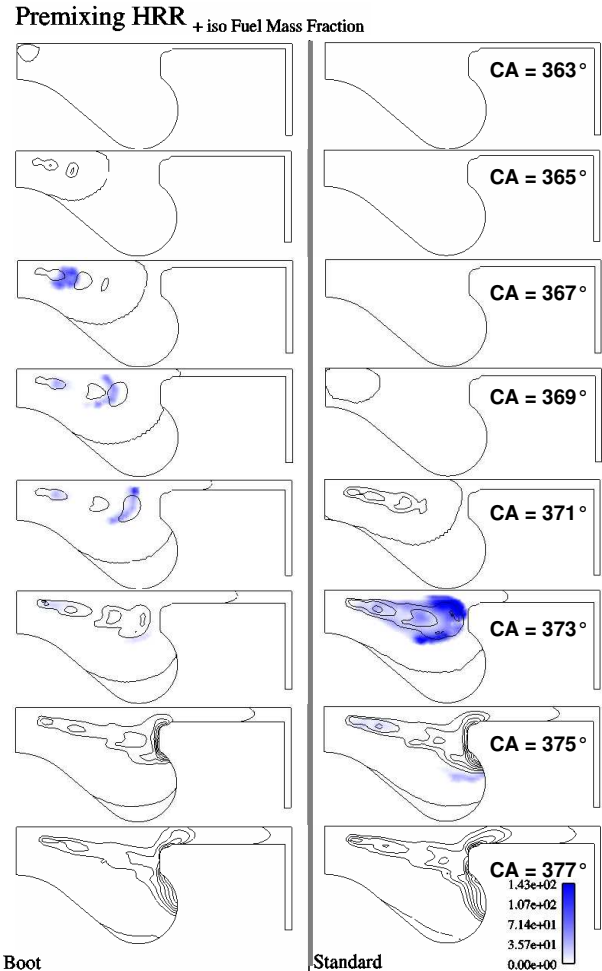 Premixing HRR + iso Fuel Mass Fraction
CA = 363°
CA = 365°
CA = 367°
CA = 369°
CA = 371°
CA = 373°
CA = 375°
CA = 377°
1.43e+02
1.07e+02
7.14e+01
3.57e+01
0.00e+00
Boot
Standard